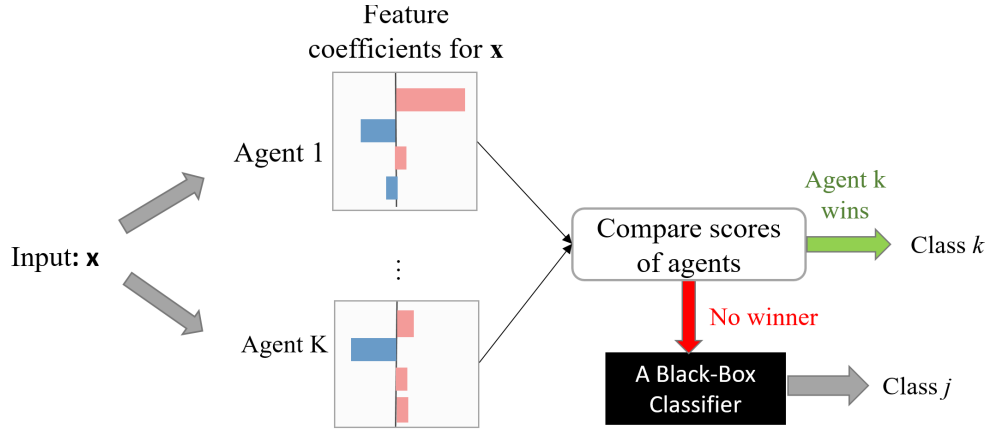 Feature
coefficients for x
Agent 1
Input: x
⋮
Agent K
Compare scores
of agents
Agent k
wins
Class k
No winner
A Black-Box
Classifier
Class j